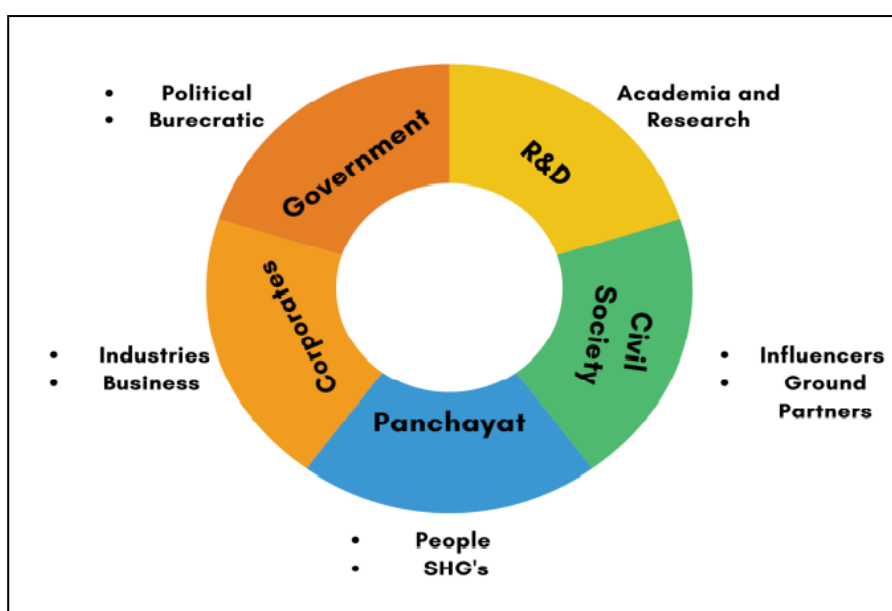 • Political
• Burecratic
Government
R&D
Academia and
Research
Corporates
• Industries
• Business
Civil
Society
• Influencers
• Ground
Partners
Panchayat
• People
• SHG's